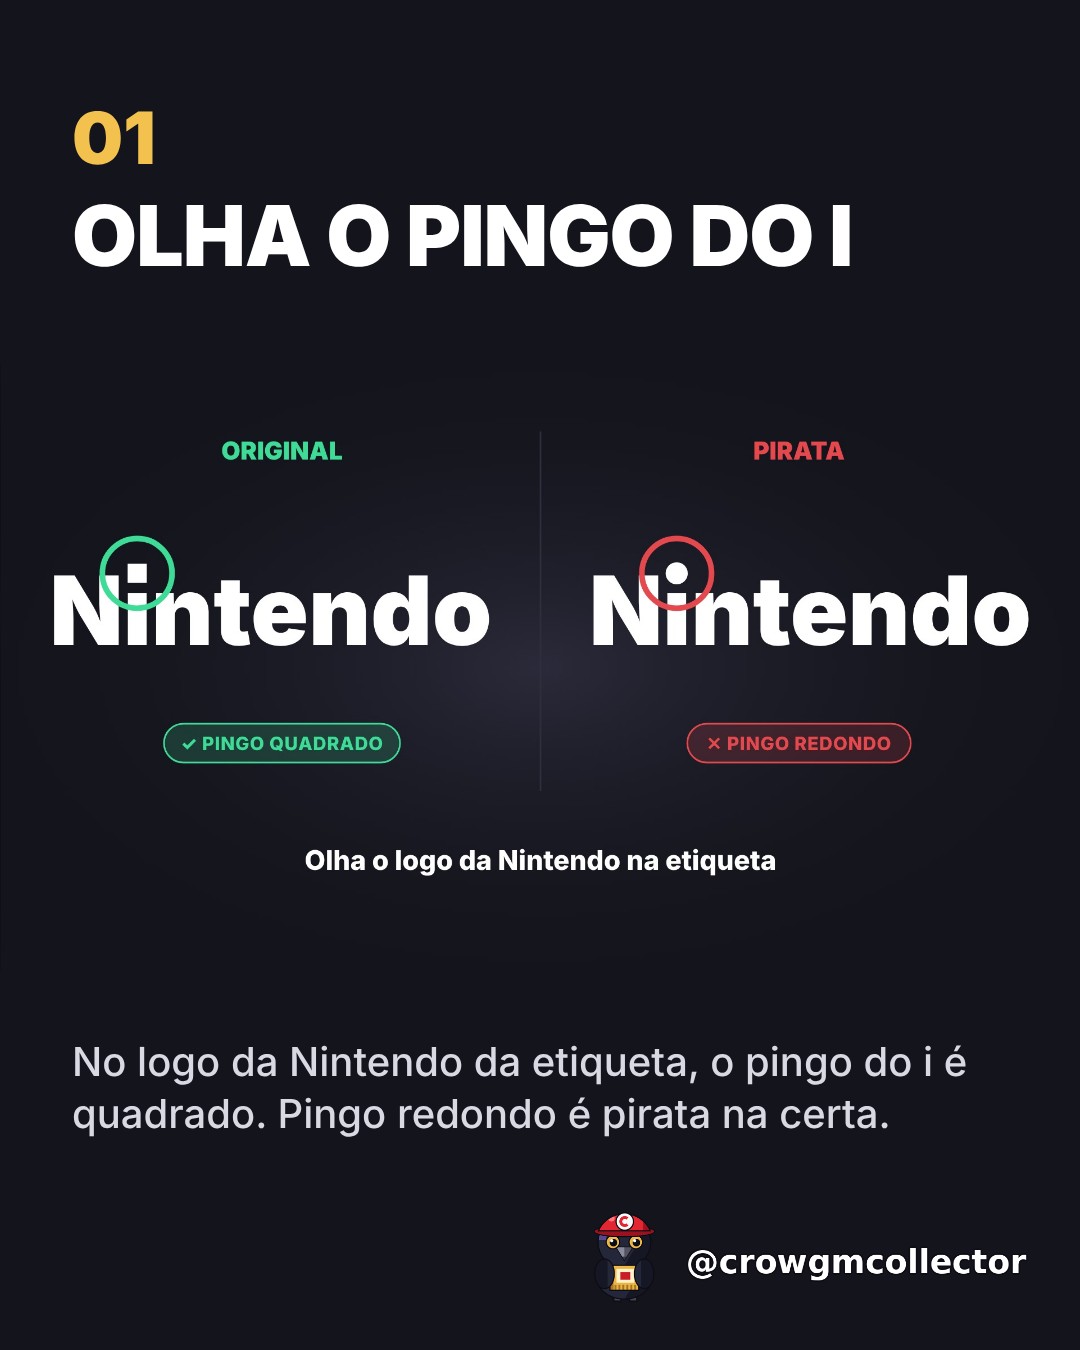 01
OLHA O PINGO DO I
ORIGINAL
PIRATA
Nintendo
Nintendo
✓ PINGO QUADRADO
✕ PINGO REDONDO
Olha o logo da Nintendo na etiqueta
No logo da Nintendo da etiqueta, o pingo do i é
quadrado. Pingo redondo é pirata na certa.
C
@crowgmcollector